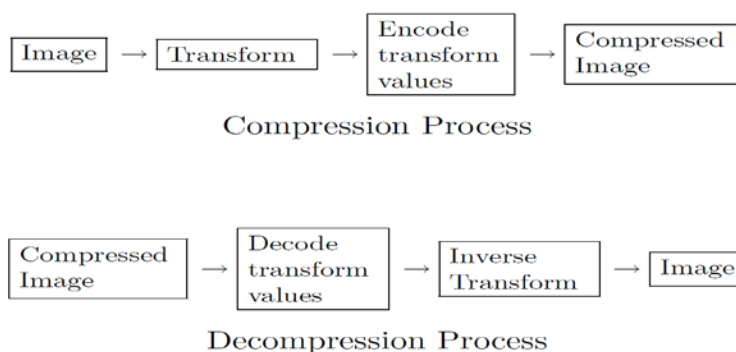 Image → Transform → Encode transform values → Compressed Image
Compression Process
Compressed Image → Decode transform values → Inverse Transform → Image
Decompression Process